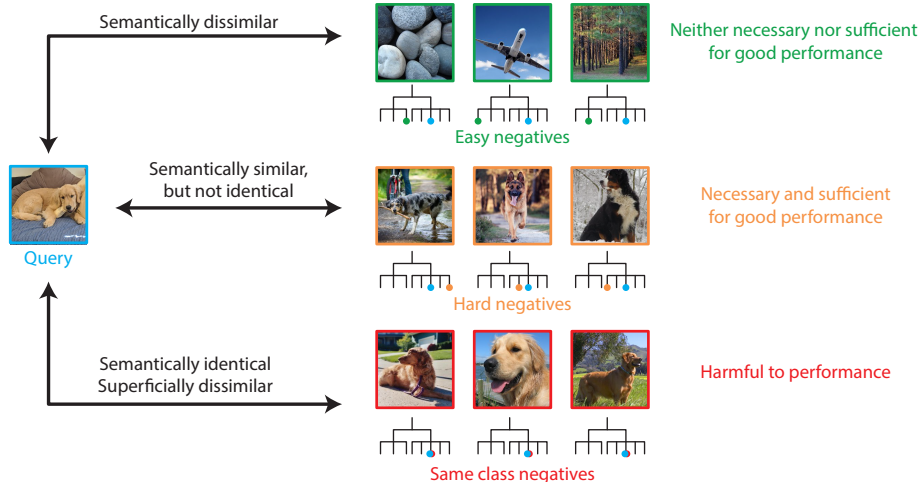 Semantically dissimilar
Neither necessary nor sufficient
for good performance
Easy negatives
Semantically similar,
but not identical
Necessary and sufficient
for good performance
Query
Hard negatives
Semantically identical
Superficially dissimilar
Harmful to performance
Same class negatives